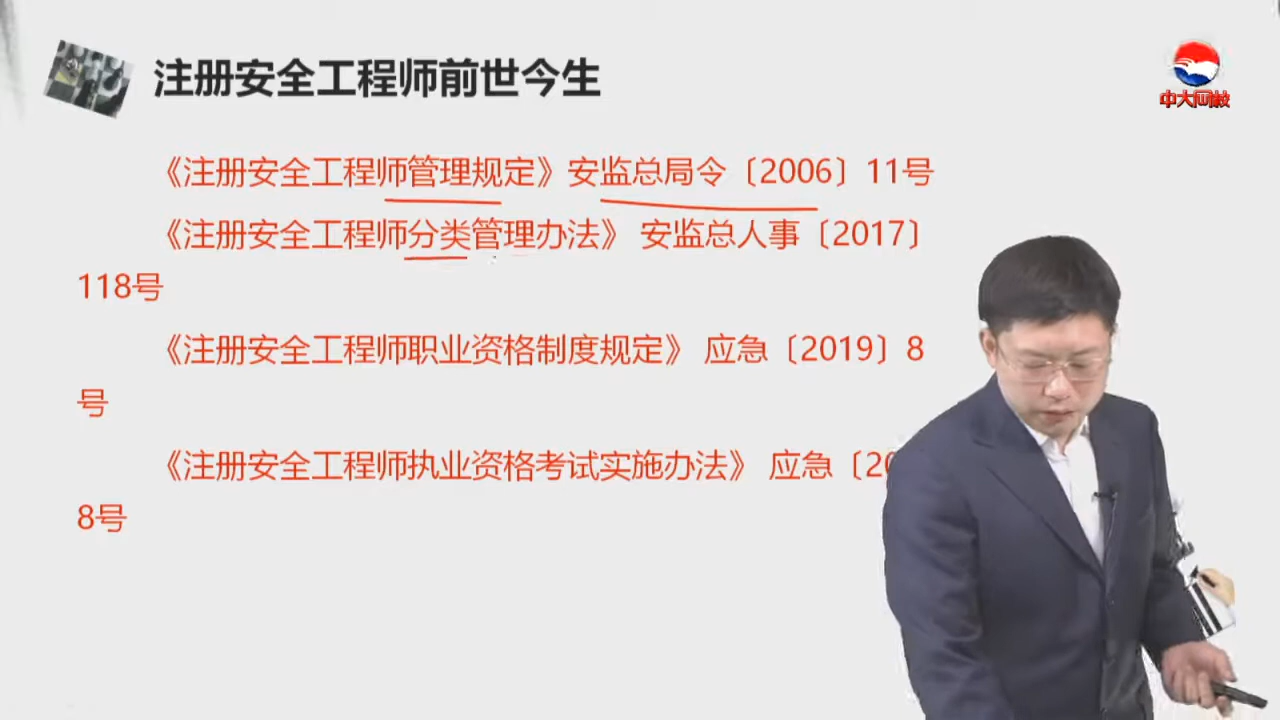 注册安全工程师前世今生
中大网校
《注册安全工程师管理规定》安监总局令〔2006〕11号
《注册安全工程师分类管理办法》 安监总人事〔2017〕
118号
《注册安全工程师职业资格制度规定》 应急〔2019〕8
号
《注册安全工程师执业资格考试实施办法》 应急〔20
8号